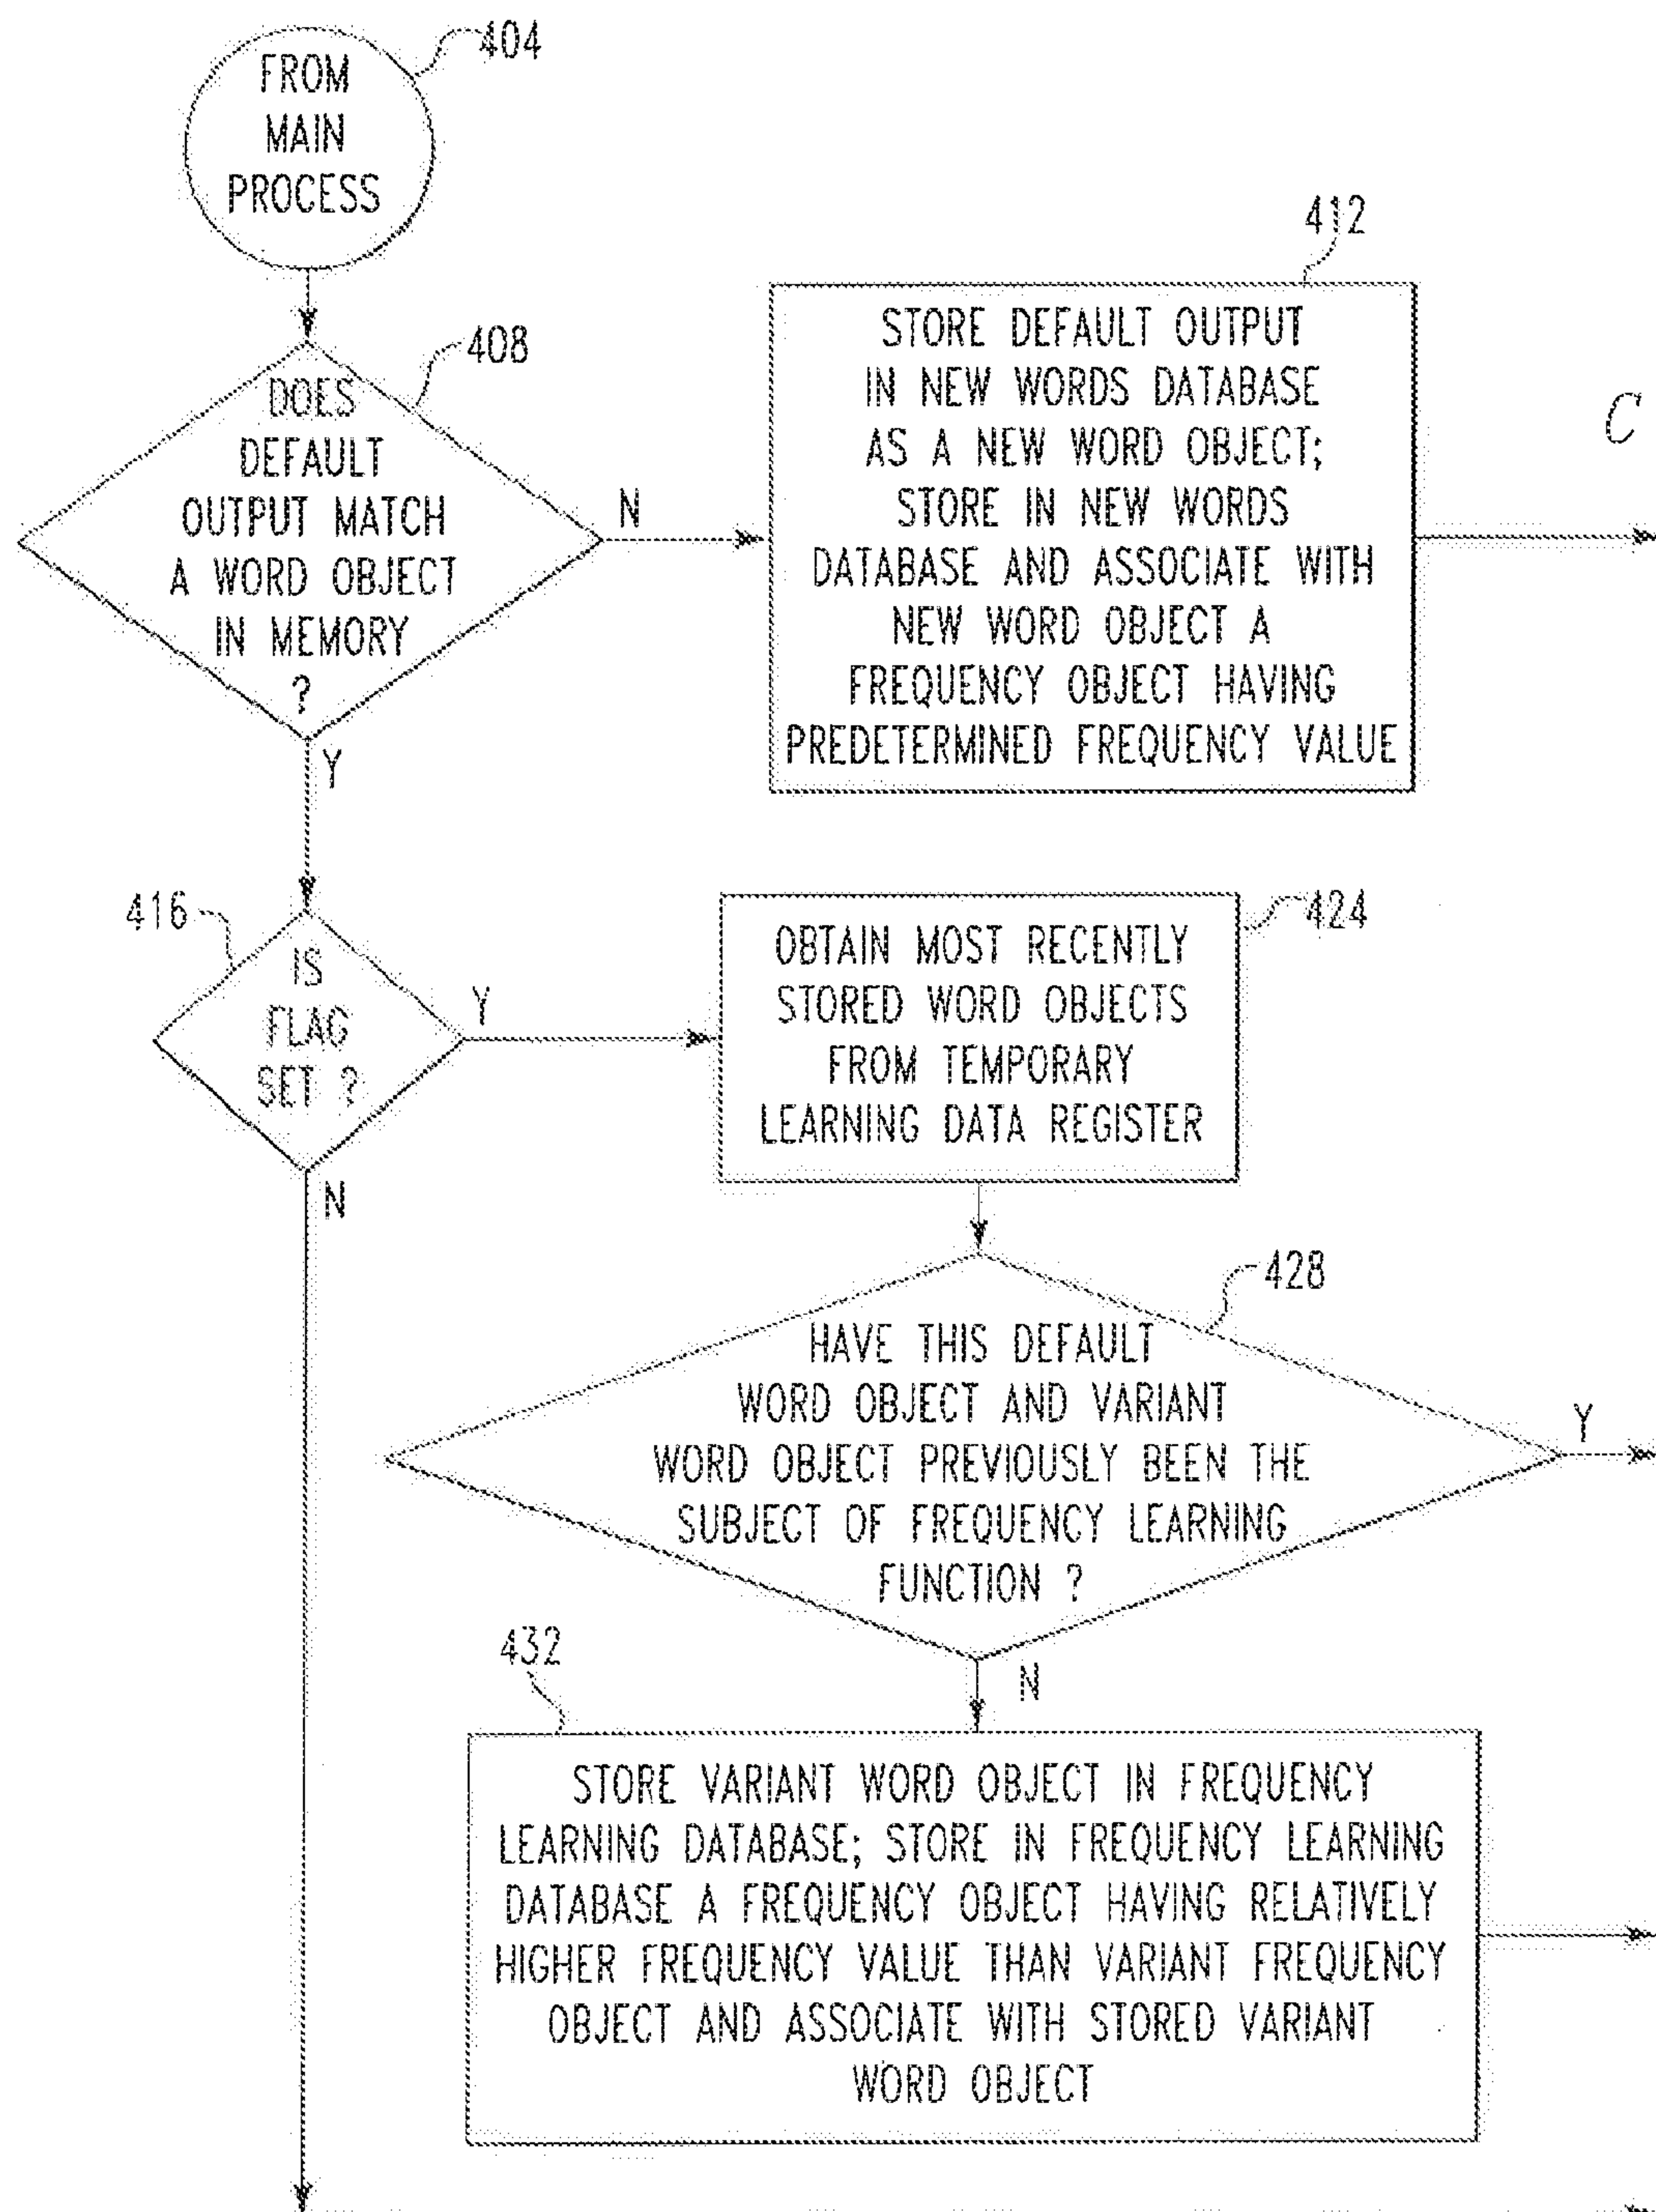 404
FROM
MAIN
PROCESS
408
DOES
DEFAULT
OUTPUT MATCH
A WORD OBJECT
IN MEMORY
?
N
Y
412
STORE DEFAULT OUTPUT
IN NEW WORDS DATABASE
AS A NEW WORD OBJECT;
STORE IN NEW WORDS
DATABASE AND ASSOCIATE WITH
NEW WORD OBJECT A
FREQUENCY OBJECT HAVING
PREDETERMINED FREQUENCY VALUE
C
416
IS
FLAG
SET ?
Y
N
424
OBTAIN MOST RECENTLY
STORED WORD OBJECTS
FROM TEMPORARY
LEARNING DATA REGISTER
428
HAVE THIS DEFAULT
WORD OBJECT AND VARIANT
WORD OBJECT PREVIOUSLY BEEN THE
SUBJECT OF FREQUENCY LEARNING
FUNCTION ?
Y
N
432
STORE VARIANT WORD OBJECT IN FREQUENCY
LEARNING DATABASE; STORE IN FREQUENCY LEARNING
DATABASE A FREQUENCY OBJECT HAVING RELATIVELY
HIGHER FREQUENCY VALUE THAN VARIANT FREQUENCY
OBJECT AND ASSOCIATE WITH STORED VARIANT
WORD OBJECT